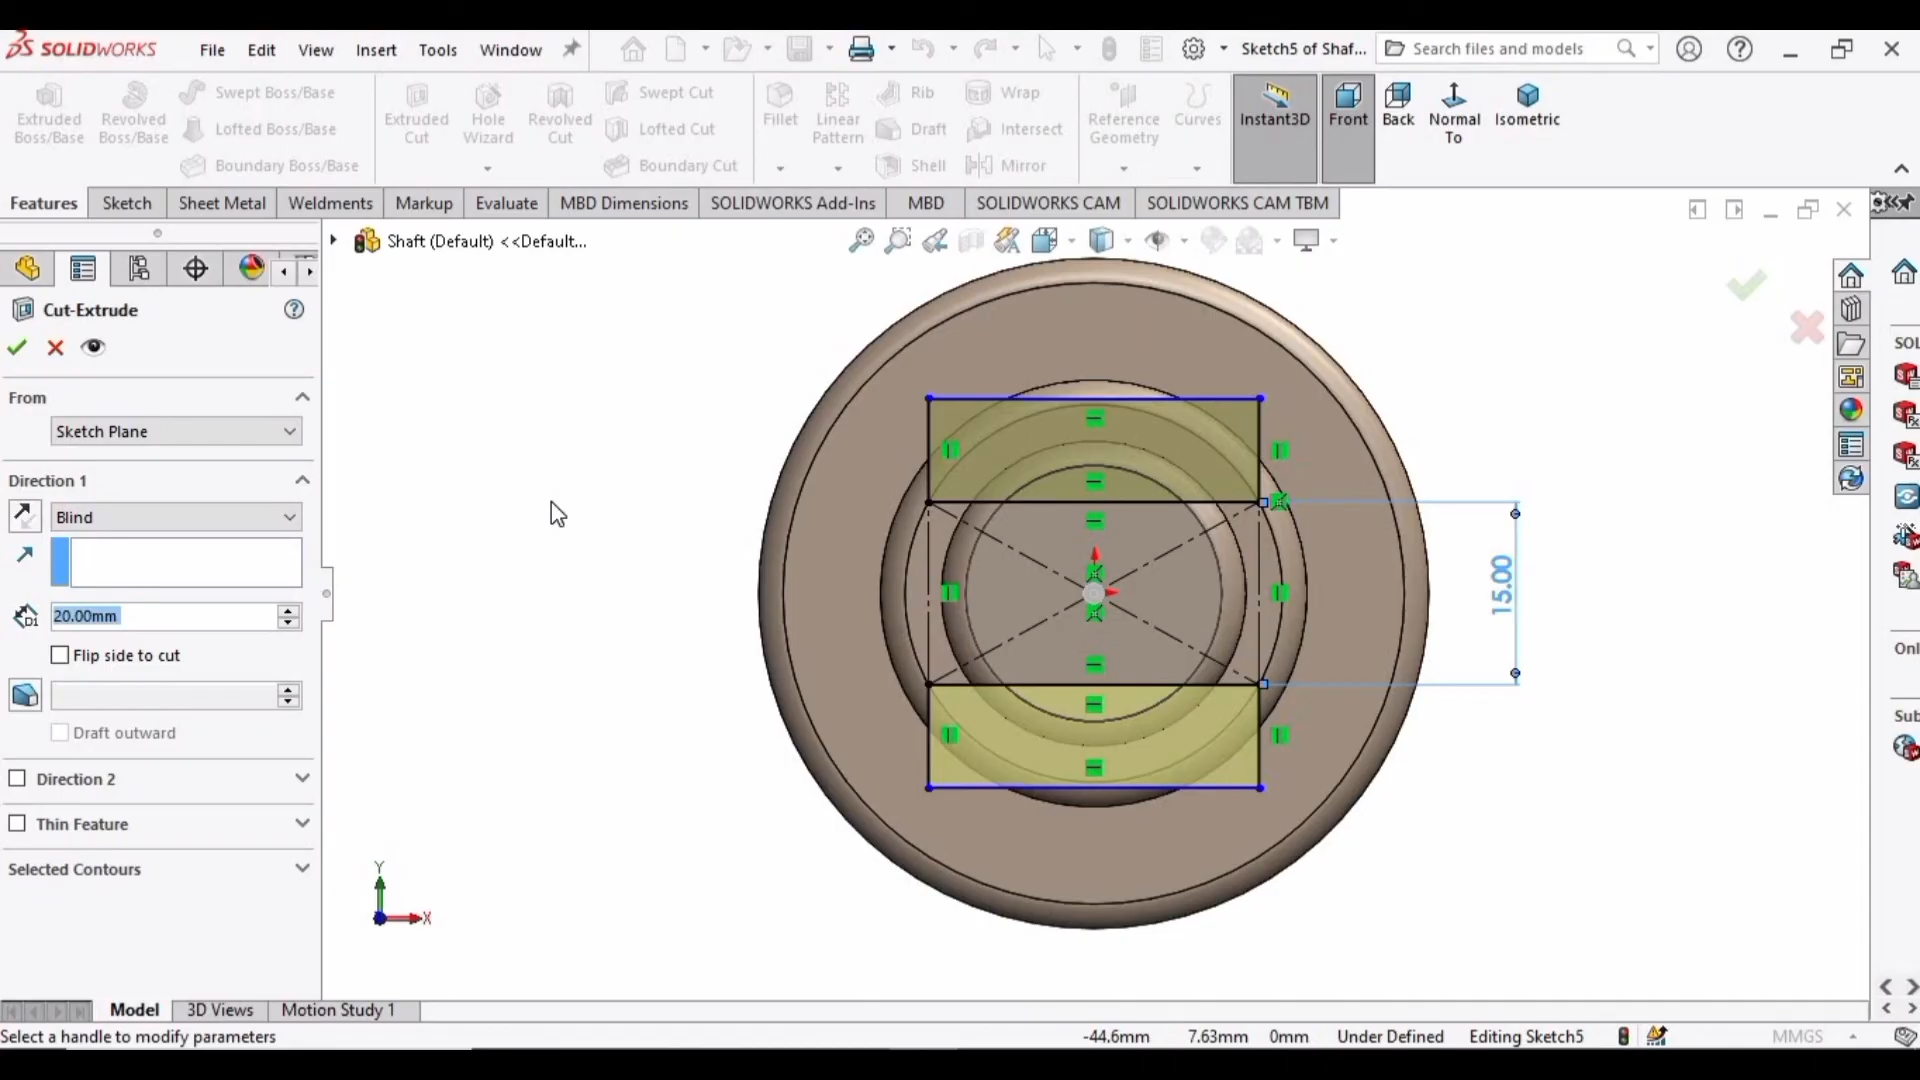 SOLIDWORKS File Edit View Insert Tools Window Sketch5 of Shaf... Search files and models
Extruded Boss/Base
Revolved Boss/Base
Swept Boss/Base
Lofted Boss/Base
Boundary Boss/Base
Extruded Cut
Hole Wizard
Revolved Cut
Swept Cut
Lofted Cut
Boundary Cut
Fillet
Linear Pattern
Rib
Draft
Shell
Wrap
Intersect
Mirror
Reference Geometry
Curves
Instant3D
Front
Back
Normal To
Isometric
Features Sketch Sheet Metal Weldments Markup Evaluate MBD Dimensions SOLIDWORKS Add-Ins MBD SOLIDWORKS CAM SOLIDWORKS CAM TBM
Shaft (Default) <<Default...
Cut-Extrude
From
Sketch Plane
Direction 1
Blind
D1
20.00mm
Flip side to cut
Draft outward
Direction 2
Thin Feature
Selected Contours
15.00
Y
X
SOL
Onl
Sub
Model 3D Views Motion Study 1
Select a handle to modify parameters -44.6mm 7.63mm 0mm Under Defined Editing Sketch5 MMGS